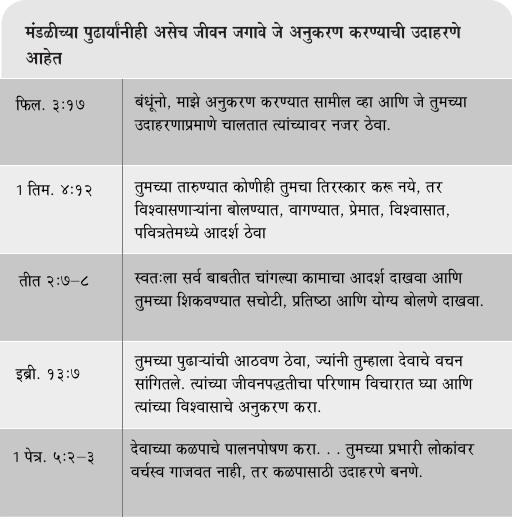 मंडळीच्या पुढार्यांनीही असेच जीवन जगावे जे अनुकरण करण्याची उदाहरणे
आहेत
फिल. ३:१७
बंधूंनो, माझे अनुकरण करण्यात सामील व्हा आणि जे तुमच्या
उदाहरणाप्रमाणे चालतात त्यांच्यावर नजर ठेवा.
1 तिम. ४:१२
तुमच्या तारुण्यात कोणीही तुमचा तिरस्कार करू नये, तर
विश्वासणाऱ्यांना बोलण्यात, वागण्यात, प्रेमात, विश्वासात,
पवित्रतेमध्ये आदर्श ठेवा
तीत २:७–८
स्वतःला सर्व बाबतीत चांगल्या कामाचा आदर्श दाखवा आणि
तुमच्या शिकवण्यात सचोटी, प्रतिष्ठा आणि योग्य बोलणे दाखवा.
इब्री. १३:७
तुमच्या पुढाऱ्यांची आठवण ठेवा, ज्यांनी तुम्हाला देवाचे वचन
सांगितले. त्यांच्या जीवनपद्धतीचा परिणाम विचारात घ्या आणि
त्यांच्या विश्वासाचे अनुकरण करा.
1 पेत्र. ५:२–३
देवाच्या कळपाचे पालनपोषण करा. . . तुमच्या प्रभारी लोकांवर
वर्चस्व गाजवत नाही, तर कळपासाठी उदाहरणे बनणे.